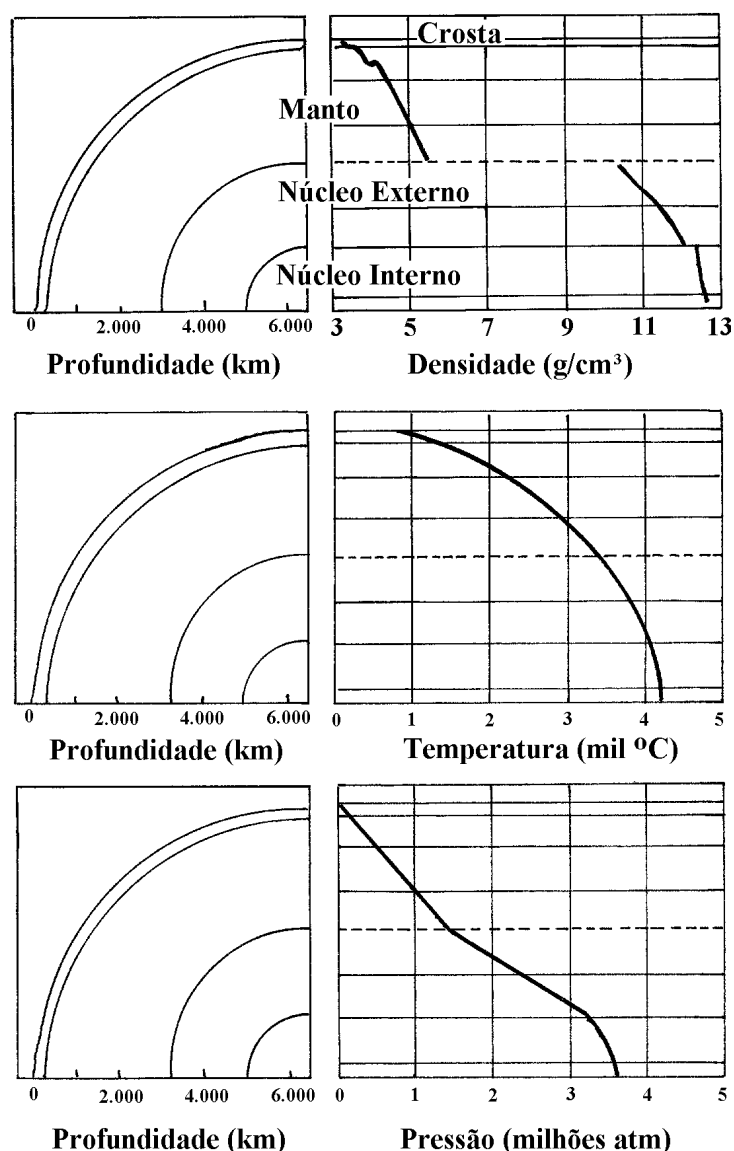 Crosta
Manto
Núcleo Externo
Núcleo Interno
0 2.000 4.000 6.000 3 5 7 9 11 13
Profundidade (km) Densidade (g/cm³)
0 2.000 4.000 6.000 0 1 2 3 4 5
Profundidade (km) Temperatura (mil ºC)
0 2.000 4.000 6.000 0 1 2 3 4 5
Profundidade (km) Pressão (milhões atm)